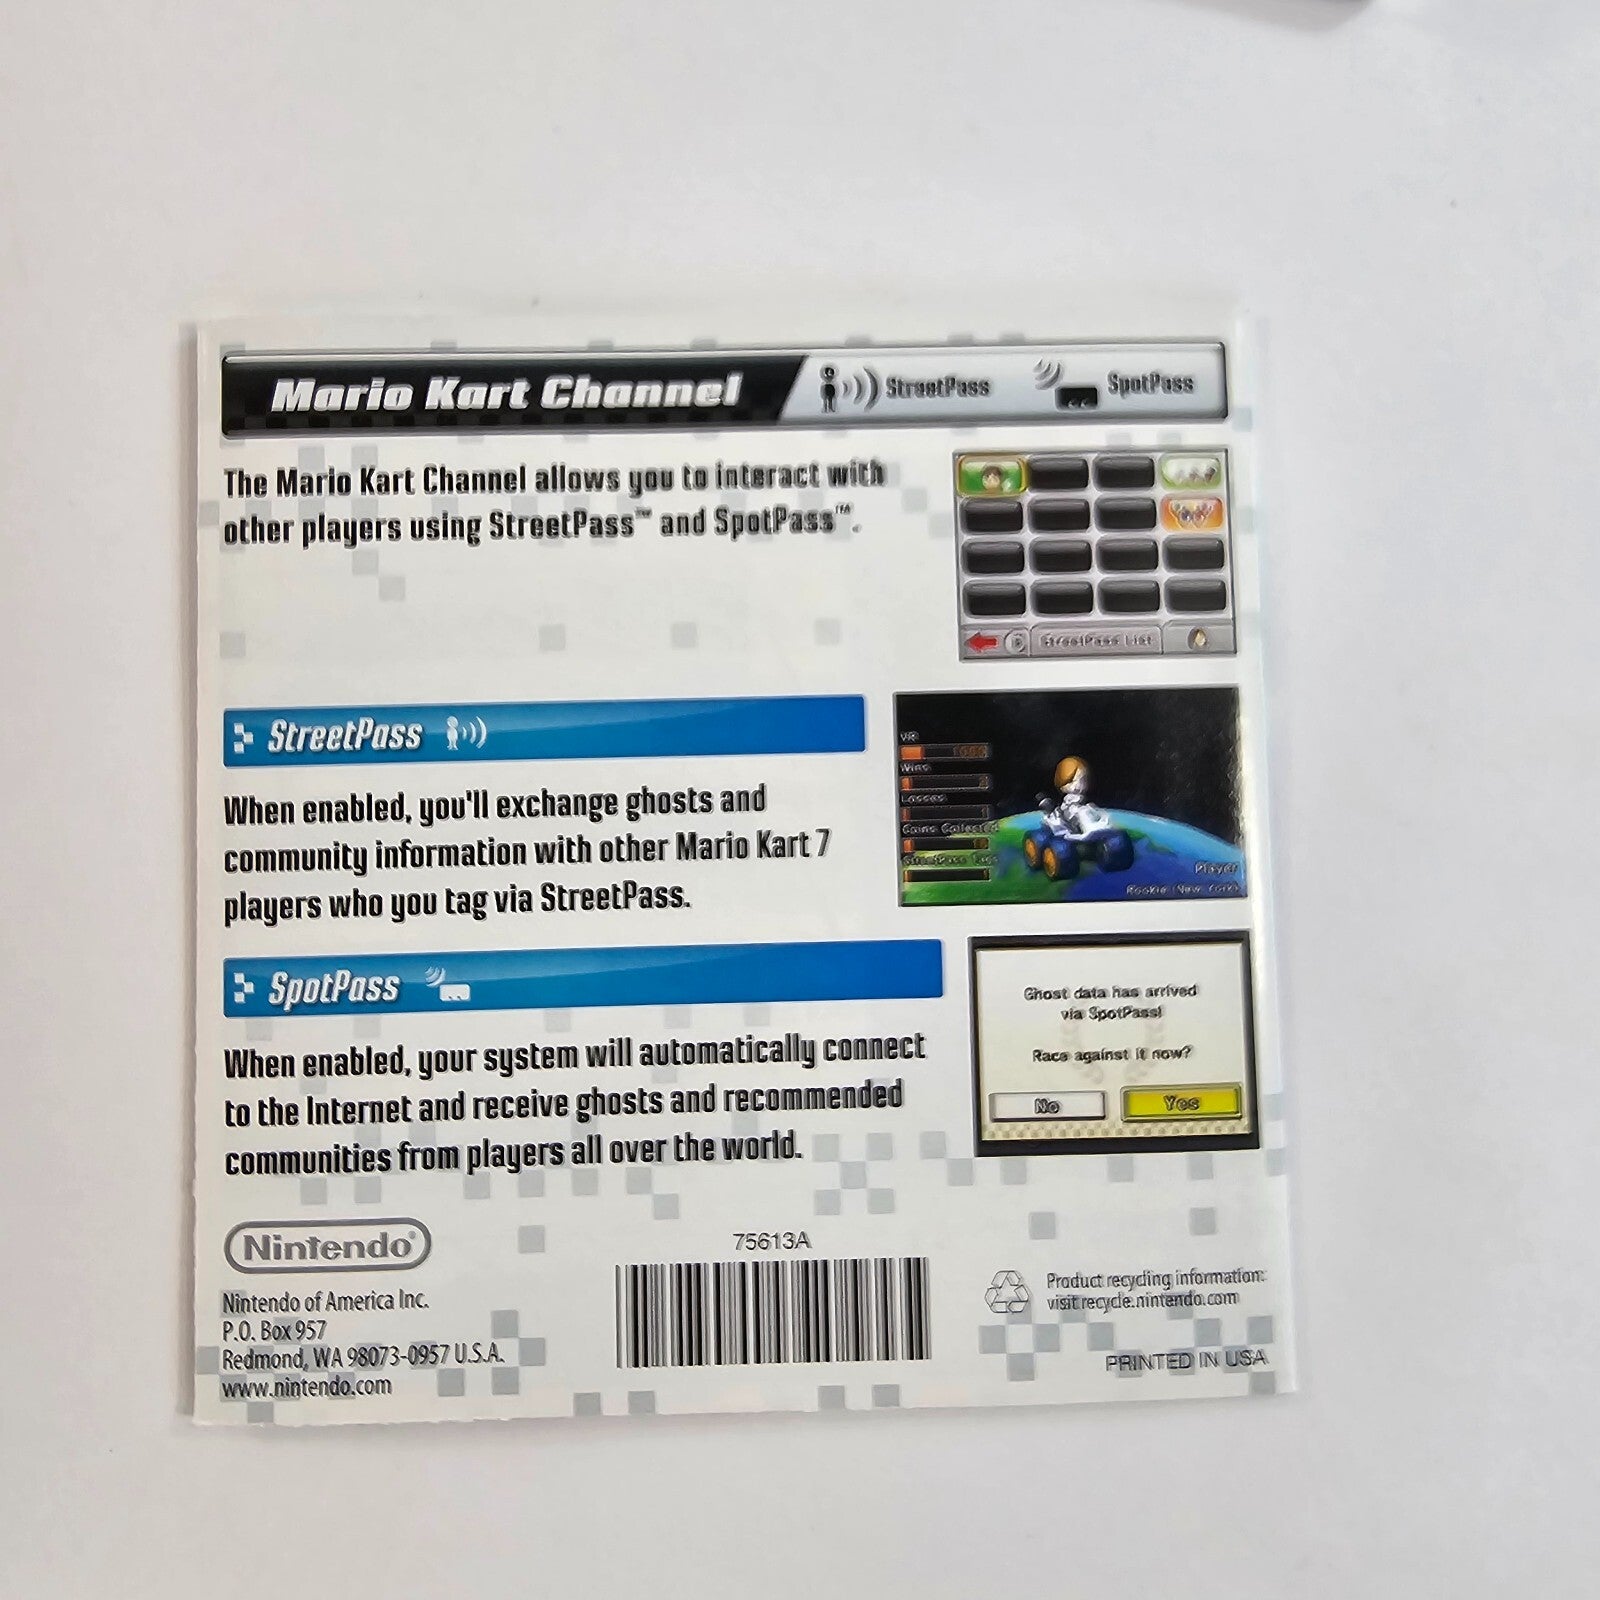 Mario Kart Channel
StreetPass
SpotPass
The Mario Kart Channel allows you to interact with
other players using StreetPass™ and SpotPass™.
StreetPass List
StreetPass
When enabled, you'll exchange ghosts and
community information with other Mario Kart 7
players who you tag via StreetPass.
VR
Wins
Losses
Coins Collected
StreetPass Tags
Player
Rookie (New York)
SpotPass
When enabled, your system will automatically connect
to the Internet and receive ghosts and recommended
communities from players all over the world.
Ghost data has arrived
via SpotPass!
Race against it now?
No
Yes
Nintendo®
Nintendo of America Inc.
P.O. Box 957
Redmond, WA 98073-0957 U.S.A.
www.nintendo.com
75613A
Product recycling information:
visit recycle.nintendo.com
PRINTED IN USA